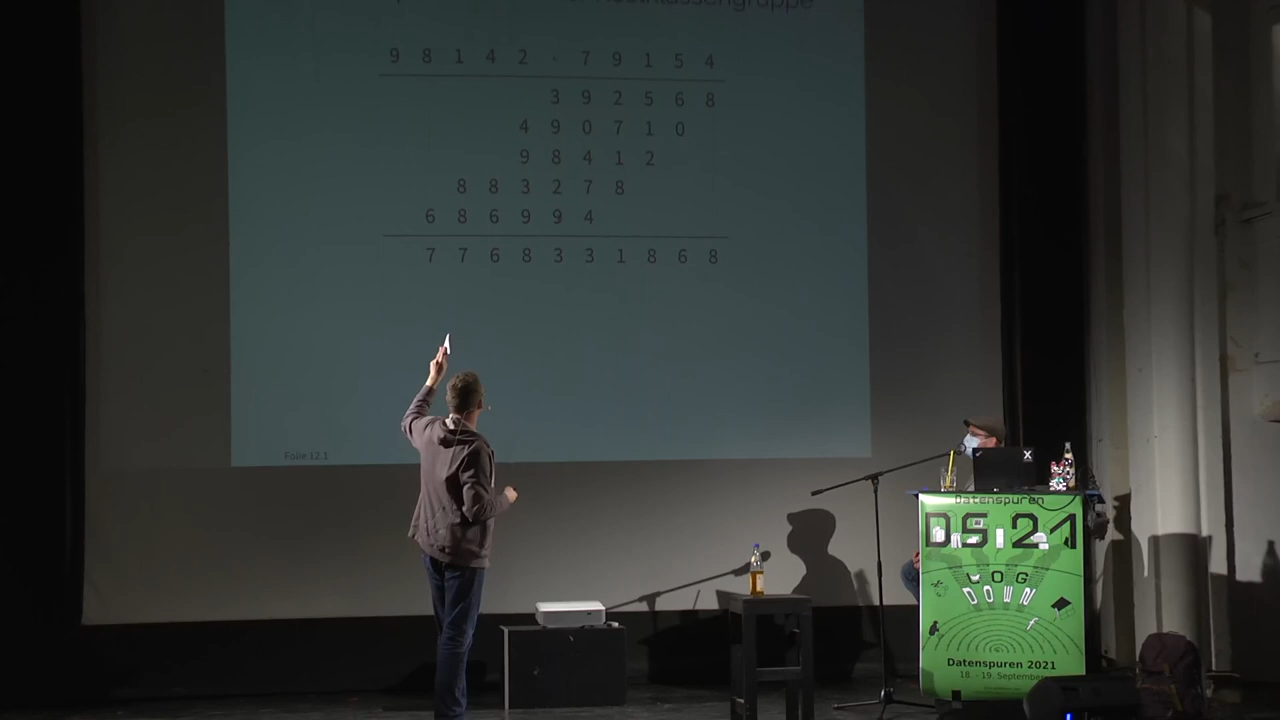 9 8 1 4 2 · 7 9 1 5 4
3 9 2 5 6 8
4 9 0 7 1 0
9 8 4 1 2
8 8 3 2 7 8
6 8 6 9 9 4
7 7 6 8 3 3 1 8 6 8
Folie 12.1
X
Datenspuren
DS:21
LOG
DOWN
Datenspuren 2021
18. - 19. September